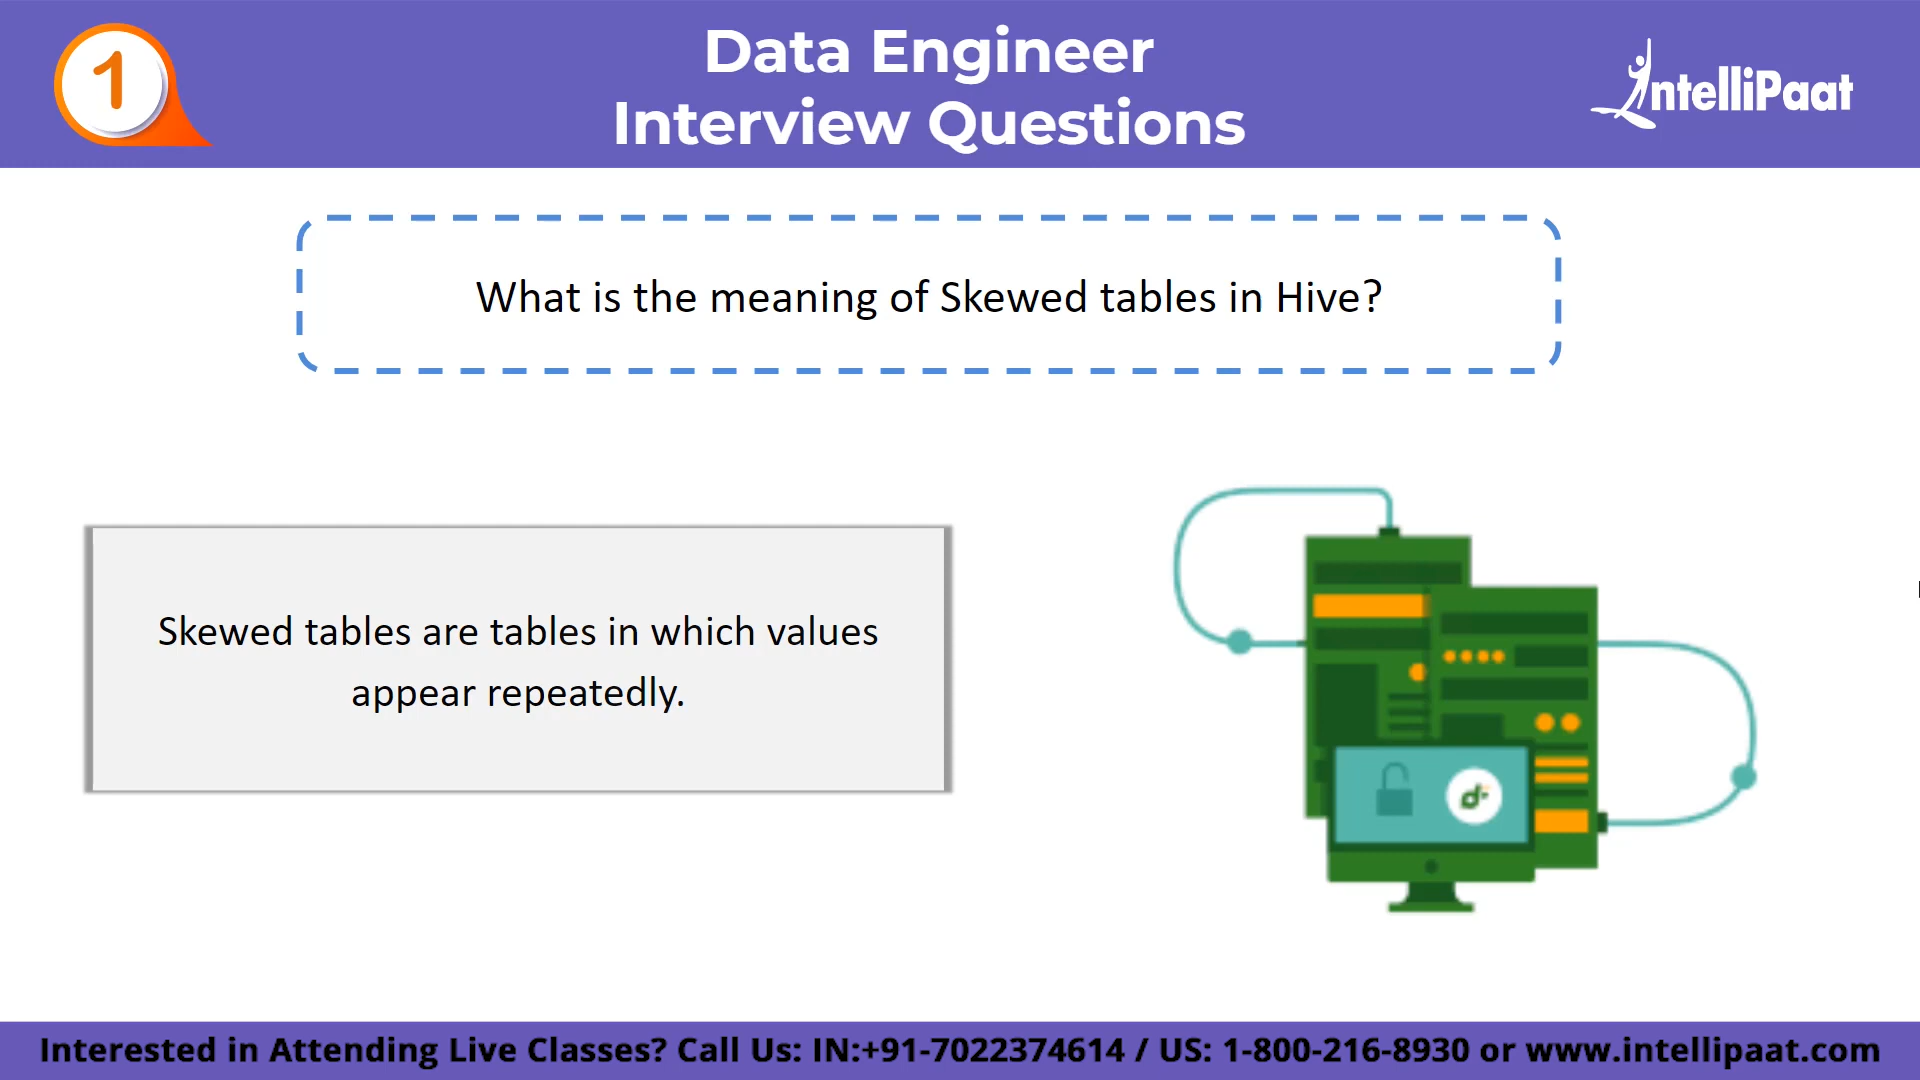 1
Data Engineer
Interview Questions
IntelliPaat
What is the meaning of Skewed tables in Hive?
Skewed tables are tables in which values
appear repeatedly.
d
Interested in Attending Live Classes? Call Us: IN:+91-7022374614 / US: 1-800-216-8930 or www.intellipaat.com